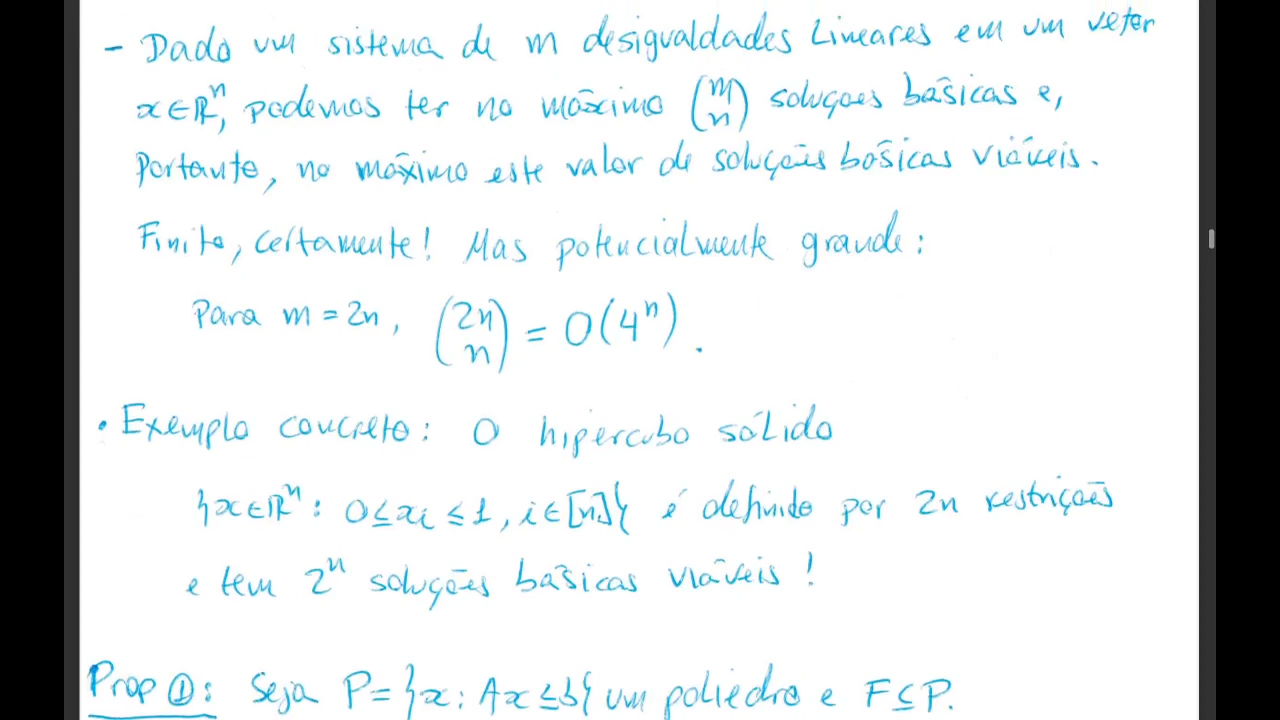 - Dado um sistema de m desigualdades lineares em um vetor
x ∈ ℝⁿ, podemos ter no máximo (m n) soluções básicas e,
portanto, no máximo este valor de soluções básicas viáveis.
Finito, certamente! Mas potencialmente grande:
Para m = 2n, (2n n) = O(4ⁿ).
• Exemplo concreto: O hipercubo sólido
{x ∈ ℝⁿ : 0 ≤ xi ≤ 1, i ∈ [n]} é definido por 2n restrições
e tem 2ⁿ soluções básicas viáveis!
Prop ①: Seja P = {x : Ax ≤ b} um poliedro e F ⊆ P.